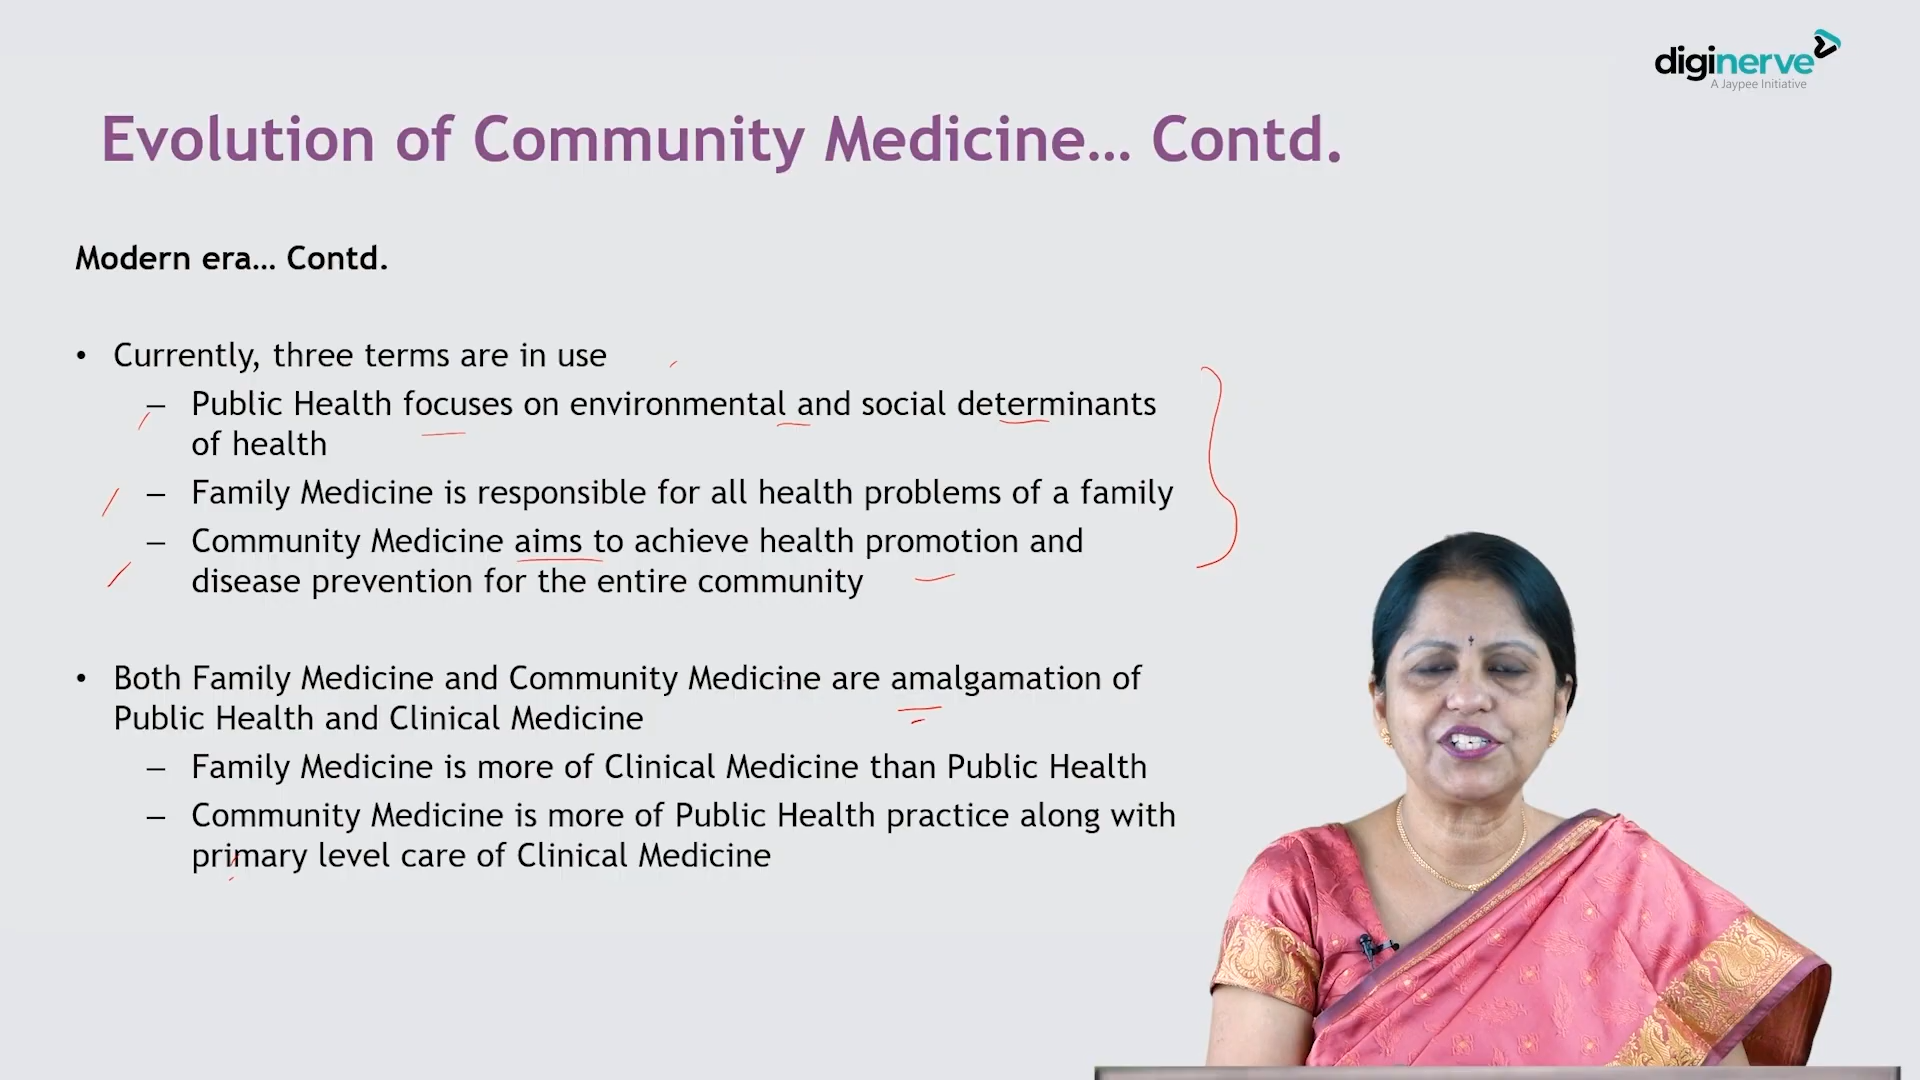 diginerve
A Jaypee Initiative
Evolution of Community Medicine... Contd.
Modern era... Contd.
• Currently, three terms are in use
– Public Health focuses on environmental and social determinants
of health
– Family Medicine is responsible for all health problems of a family
– Community Medicine aims to achieve health promotion and
disease prevention for the entire community
• Both Family Medicine and Community Medicine are amalgamation of
Public Health and Clinical Medicine
– Family Medicine is more of Clinical Medicine than Public Health
– Community Medicine is more of Public Health practice along with
primary level care of Clinical Medicine